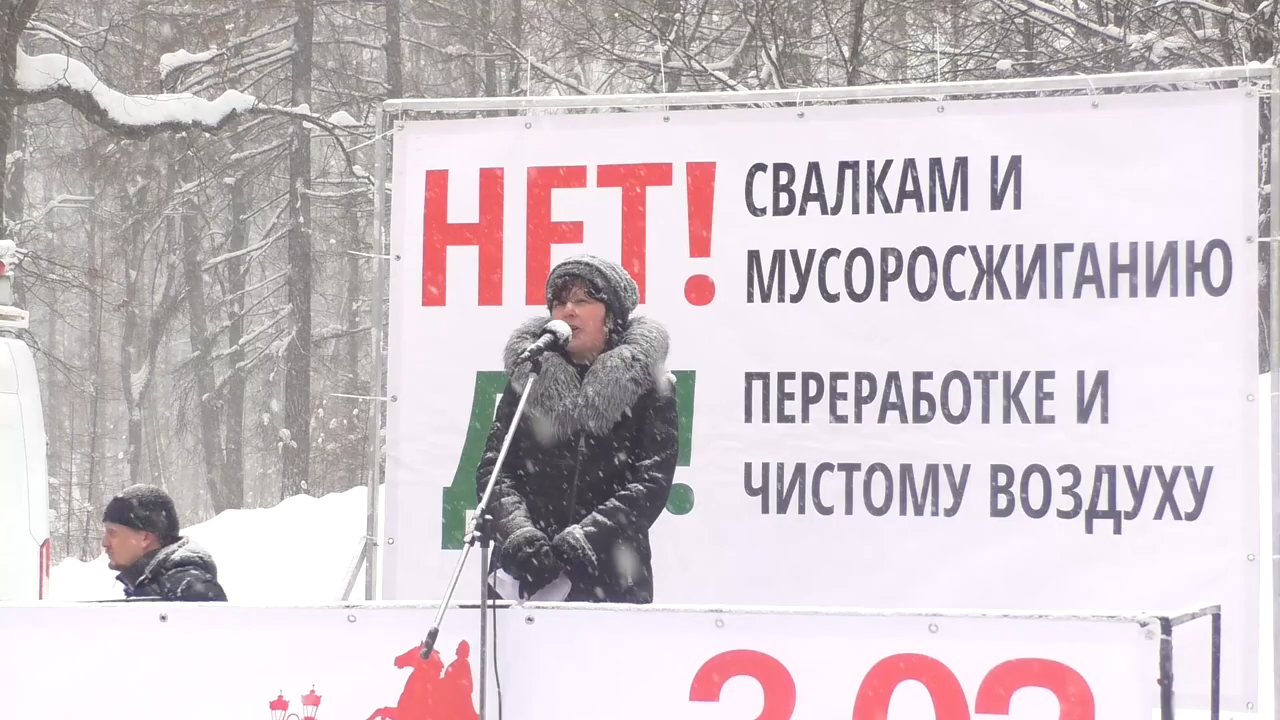 НЕТ!
СВАЛКАМ И
МУСОРОСЖИГАНИЮ
ПЕРЕРАБОТКЕ И
ЧИСТОМУ ВОЗДУХУ